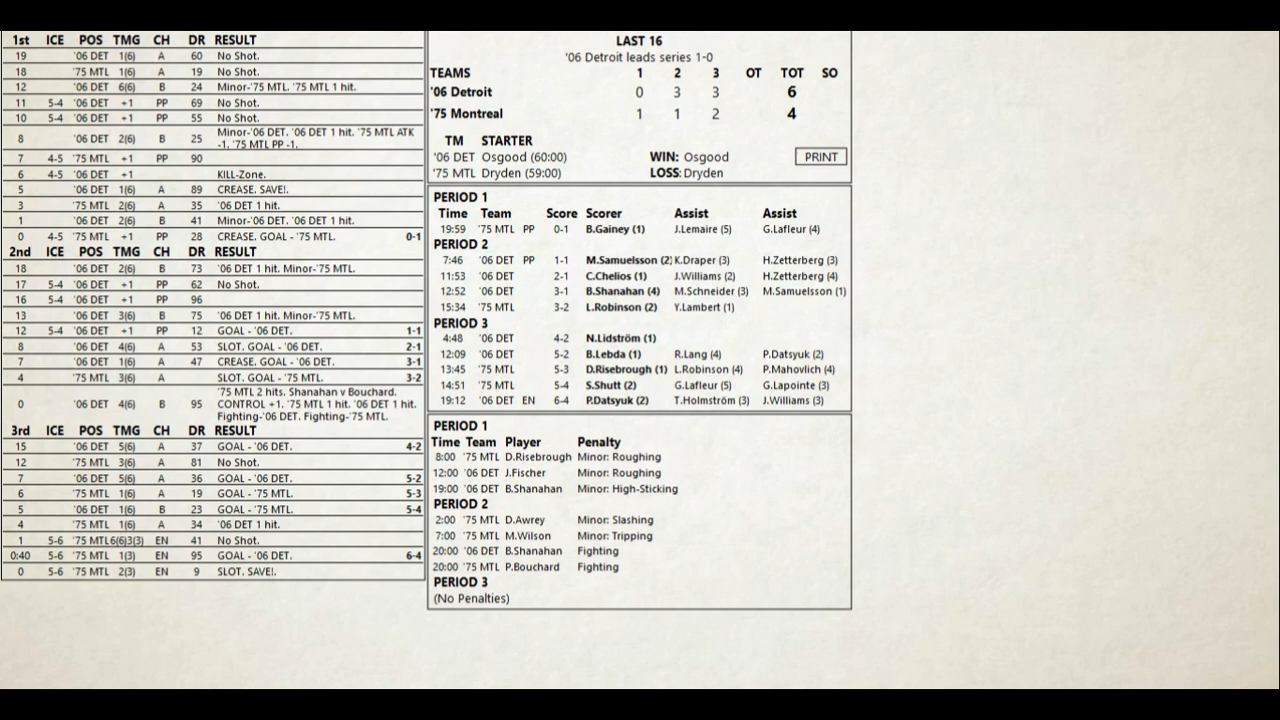 1st ICE POS TMG CH DR RESULT
19 '06 DET 1(6) A 60 No Shot.
18 '75 MTL 1(6) A 19 No Shot.
12 '06 DET 6(6) B 24 Minor-'75 MTL. '75 MTL 1 hit.
11 5-4 '06 DET +1 PP 69 No Shot.
10 5-4 '06 DET +1 PP 55 No Shot.
8 '06 DET 2(6) B 25 Minor-'06 DET. '06 DET 1 hit. '75 MTL ATK
-1. '75 MTL PP -1.
7 4-5 '75 MTL +1 PP 90
6 4-5 '06 DET +1 KILL-Zone.
5 '06 DET 1(6) A 89 CREASE. SAVE!.
3 '75 MTL 2(6) A 35 '06 DET 1 hit.
1 '06 DET 2(6) B 41 Minor-'06 DET. '06 DET 1 hit.
0 4-5 '75 MTL +1 PP 28 CREASE. GOAL - '75 MTL. 0-1
2nd ICE POS TMG CH DR RESULT
18 '75 MTL 2(6) B 73 '06 DET 1 hit. Minor-'75 MTL.
17 5-4 '06 DET +1 PP 62 No Shot.
16 5-4 '06 DET +1 PP 96
13 '06 DET 3(6) B 75 '06 DET 1 hit. Minor-'75 MTL.
12 5-4 '06 DET +1 PP 12 GOAL - '06 DET. 1-1
8 '06 DET 4(6) A 53 SLOT. GOAL - '06 DET. 2-1
7 '06 DET 1(6) A 47 CREASE. GOAL - '06 DET. 3-1
4 '75 MTL 3(6) A SLOT. GOAL - '75 MTL. 3-2
'75 MTL 2 hits. Shanahan v Bouchard.
0 '06 DET 4(6) B 95 CONTROL +1. '75 MTL 1 hit. '06 DET 1 hit.
Fighting-'06 DET. Fighting-'75 MTL.
3rd ICE POS TMG CH DR RESULT
15 '06 DET 5(6) A 37 GOAL - '06 DET. 4-2
12 '75 MTL 3(6) A 81 No Shot.
7 '06 DET 5(6) A 36 GOAL - '06 DET. 5-2
6 '75 MTL 1(6) A 19 GOAL - '75 MTL. 5-3
5 '06 DET 1(6) B 23 GOAL - '75 MTL. 5-4
4 '75 MTL 1(6) A 34 '06 DET 1 hit.
1 5-6 '75 MTL6(6)3(3) EN 41 No Shot.
0:40 5-6 '75 MTL 1(3) EN 95 GOAL - '06 DET. 6-4
0 5-6 '75 MTL 2(3) EN 9 SLOT. SAVE!.
LAST 16
'06 Detroit leads series 1-0
TEAMS 1 2 3 OT TOT SO
'06 Detroit 0 3 3 6
'75 Montreal 1 1 2 4
TM STARTER
'06 DET Osgood (60:00) WIN: Osgood PRINT
'75 MTL Dryden (59:00) LOSS: Dryden
PERIOD 1
Time Team Score Scorer Assist Assist
19:59 '75 MTL PP 0-1 B.Gainey (1) J.Lemaire (5) G.Lafleur (4)
PERIOD 2
7:46 '06 DET PP 1-1 M.Samuelsson (2) K.Draper (3) H.Zetterberg (3)
11:53 '06 DET 2-1 C.Chelios (1) J.Williams (2) H.Zetterberg (4)
12:52 '06 DET 3-1 B.Shanahan (4) M.Schneider (3) M.Samuelsson (1)
15:34 '75 MTL 3-2 L.Robinson (2) Y.Lambert (1)
PERIOD 3
4:48 '06 DET 4-2 N.Lidström (1)
12:09 '06 DET 5-2 B.Lebda (1) R.Lang (4) P.Datsyuk (2)
13:45 '75 MTL 5-3 D.Risebrough (1) L.Robinson (4) P.Mahovlich (4)
14:51 '75 MTL 5-4 S.Shutt (2) G.Lafleur (5) G.Lapointe (3)
19:12 '06 DET EN 6-4 P.Datsyuk (2) T.Holmström (3) J.Williams (3)
PERIOD 1
Time Team Player Penalty
8:00 '75 MTL D.Risebrough Minor: Roughing
12:00 '06 DET J.Fischer Minor: Roughing
19:00 '06 DET B.Shanahan Minor: High-Sticking
PERIOD 2
2:00 '75 MTL D.Awrey Minor: Slashing
7:00 '75 MTL M.Wilson Minor: Tripping
20:00 '06 DET B.Shanahan Fighting
20:00 '75 MTL P.Bouchard Fighting
PERIOD 3
(No Penalties)